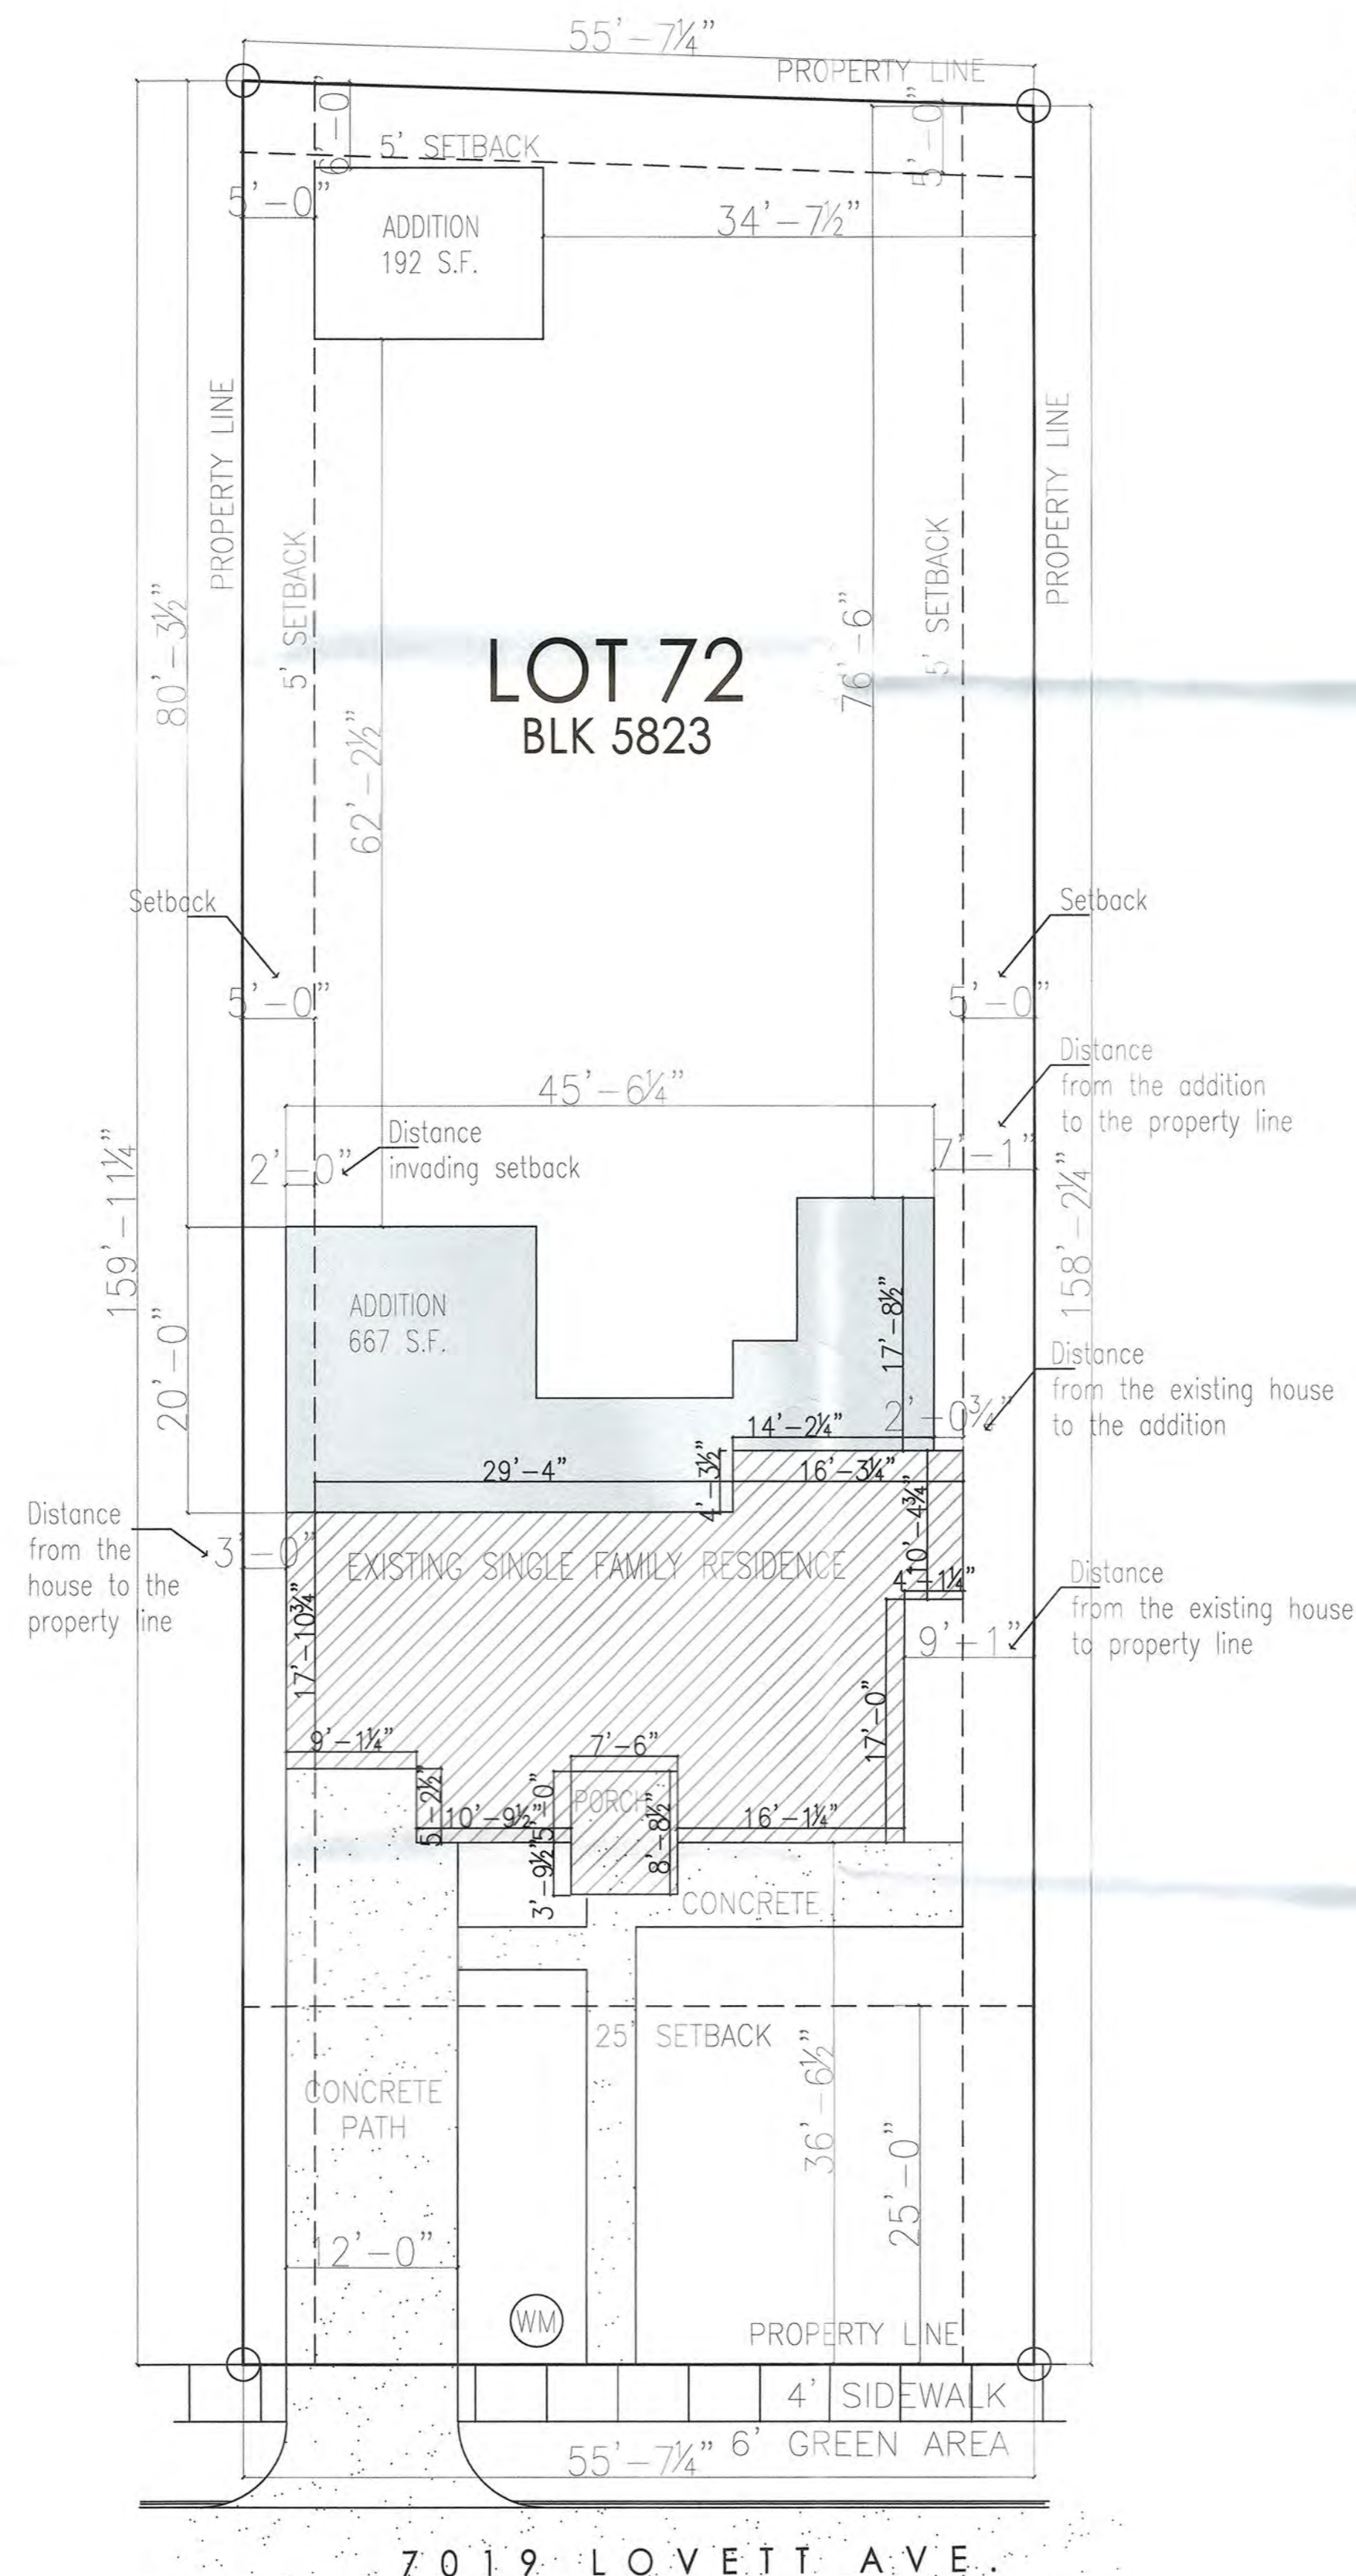 55'-7¼"
PROPERTY LINE
6'-0"
5' SETBACK
5'-0"
5'-0"
34'-7½"
ADDITION
192 S.F.
PROPERTY LINE
PROPERTY LINE
5' SETBACK
5' SETBACK
80'-3½"
76'-6"
LOT 72
BLK 5823
62'-2½"
Setback
Setback
5'-0"
5'-0"
Distance
from the addition
to the property line
45'-6¼"
Distance
invading setback
2'-0"
7'-1"
159'-11¼"
158'-2¼"
ADDITION
667 S.F.
17'-8½"
20'-0"
Distance
from the existing house
to the addition
14'-2¼"
2'-0¾"
29'-4"
4'-3½"
16'-3¼"
10'-4¾"
Distance
from the
house to the
property line
3'-0"
EXISTING SINGLE FAMILY RESIDENCE
4'-1¼"
Distance
from the existing house
to property line
9'-1"
17'-10¾"
17'-0"
9'-1¼"
7'-6"
5'-2½"
10'-9½"
5'-0"
PORCH
8'-8½"
16'-1¼"
3'-9½"
CONCRETE
25' SETBACK
36'-6½"
CONCRETE
PATH
25'-0"
12'-0"
WM
PROPERTY LINE
4' SIDEWALK
6' GREEN AREA
55'-7¼"
7019 LOVETT AVE.